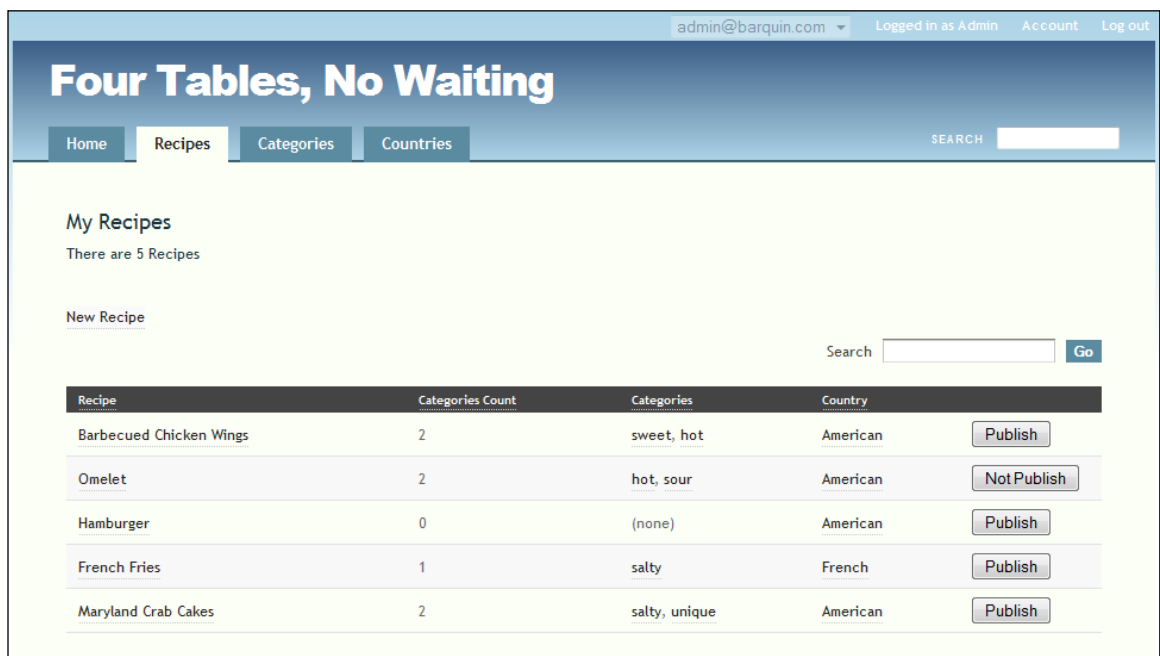 admin@barquin.com Logged in as Admin Account Log out
Four Tables, No Waiting
Home Recipes Categories Countries SEARCH
My Recipes
There are 5 Recipes
New Recipe
Search Go
Recipe Categories Count Categories Country
Barbecued Chicken Wings 2 sweet, hot American Publish
Omelet 2 hot, sour American Not Publish
Hamburger 0 (none) American Publish
French Fries 1 salty French Publish
Maryland Crab Cakes 2 salty, unique American Publish